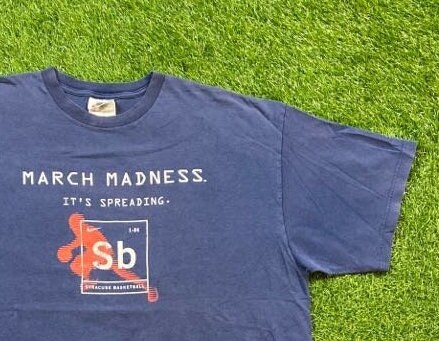 MARCH MADNESS.
IT'S SPREADING.
Sb
SYRACUSE BASKETBALL